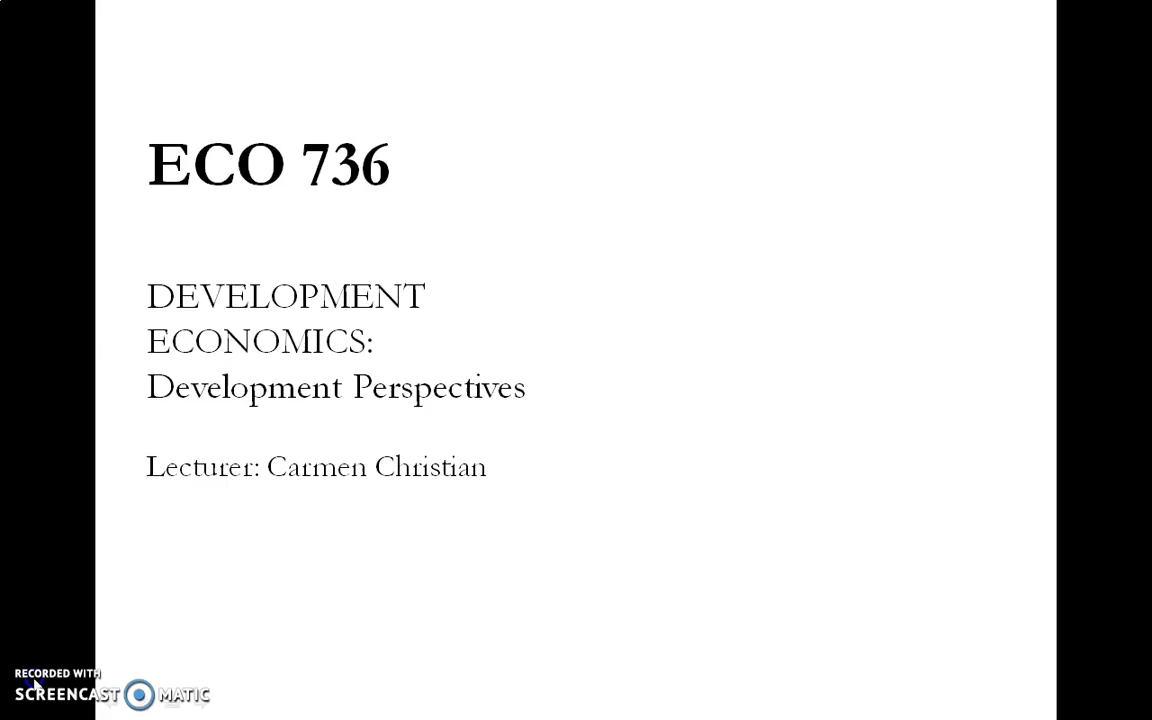 ECO 736
DEVELOPMENT
ECONOMICS:
Development Perspectives
Lecturer: Carmen Christian
RECORDED WITH
SCREENCAST MATIC